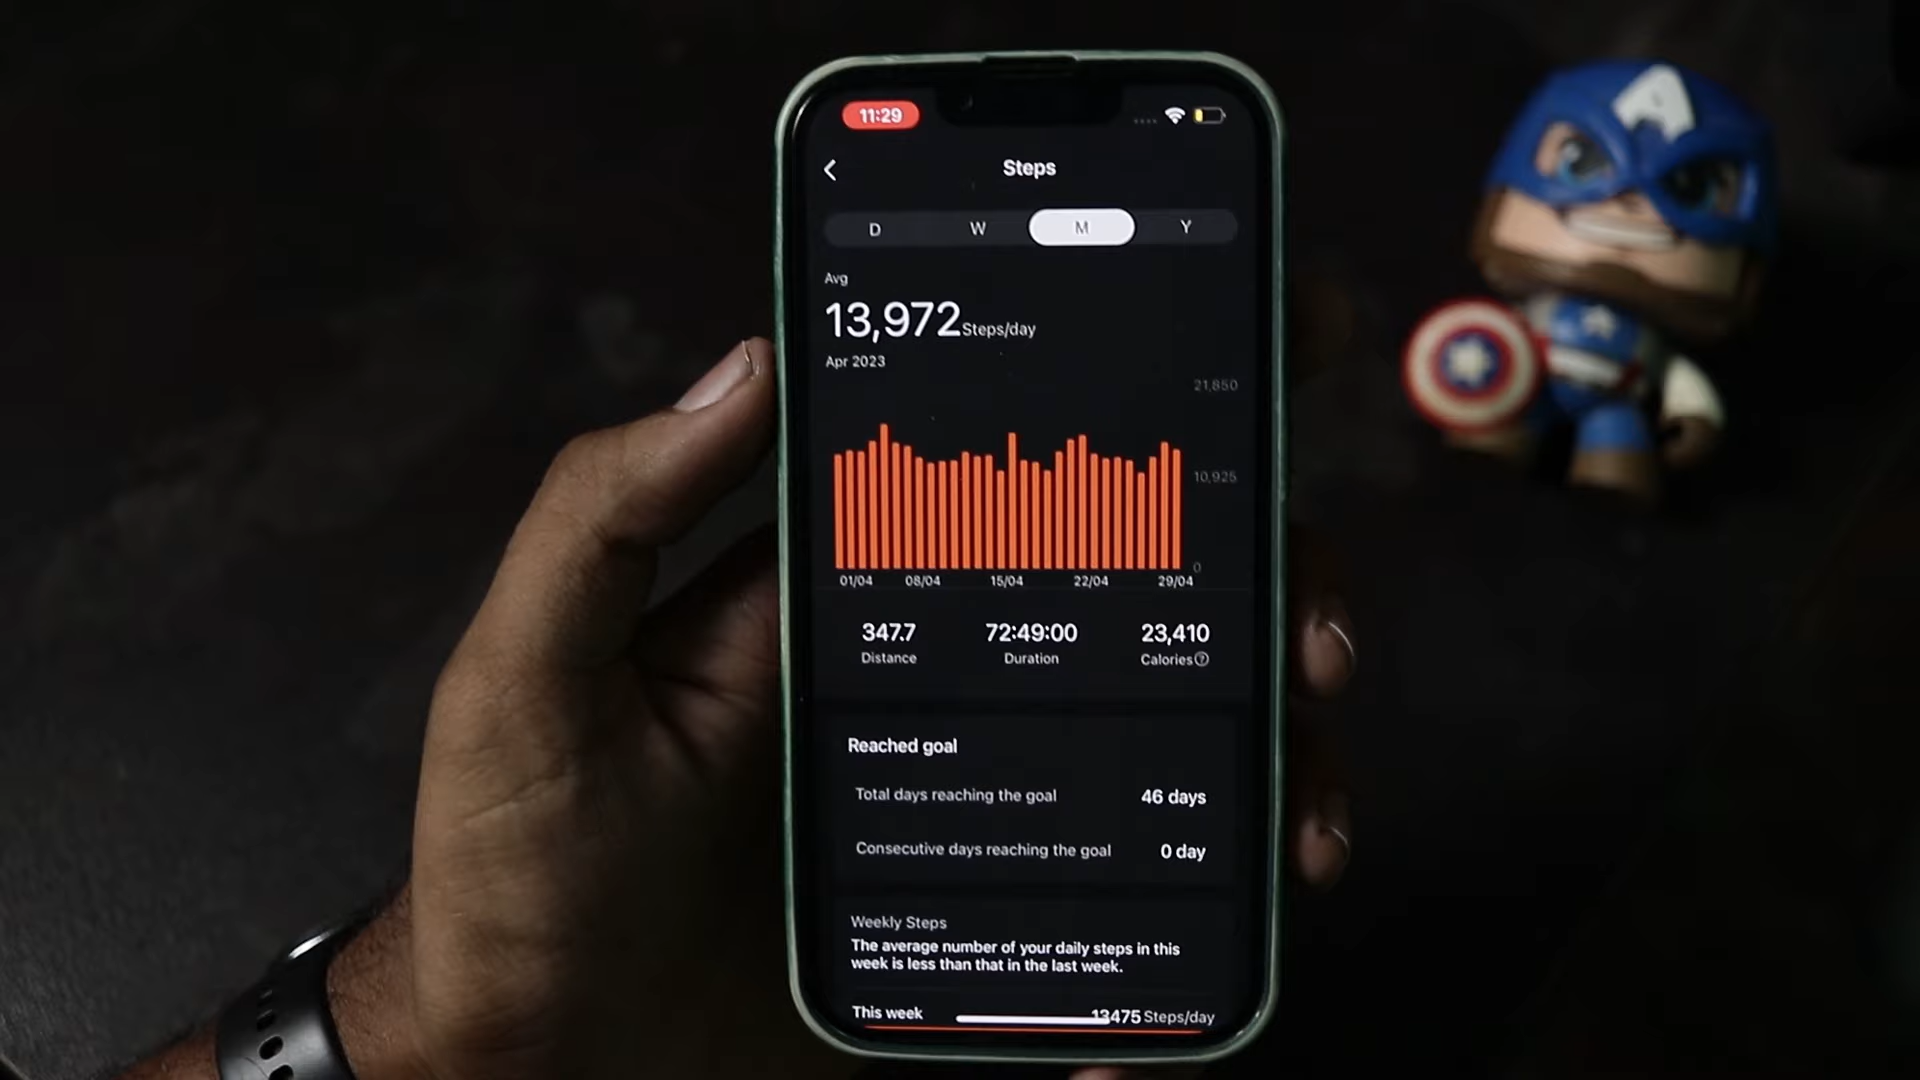 11:29
Steps
D W M Y
Avg
13,972 Steps/day
Apr 2023
21,850
10,925
0
01/04 08/04 15/04 22/04 29/04
347.7 72:49:00 23,410
Distance Duration Calories
Reached goal
Total days reaching the goal 46 days
Consecutive days reaching the goal 0 day
Weekly Steps
The average number of your daily steps in this
week is less than that in the last week.
This week 13475 Steps/day
A